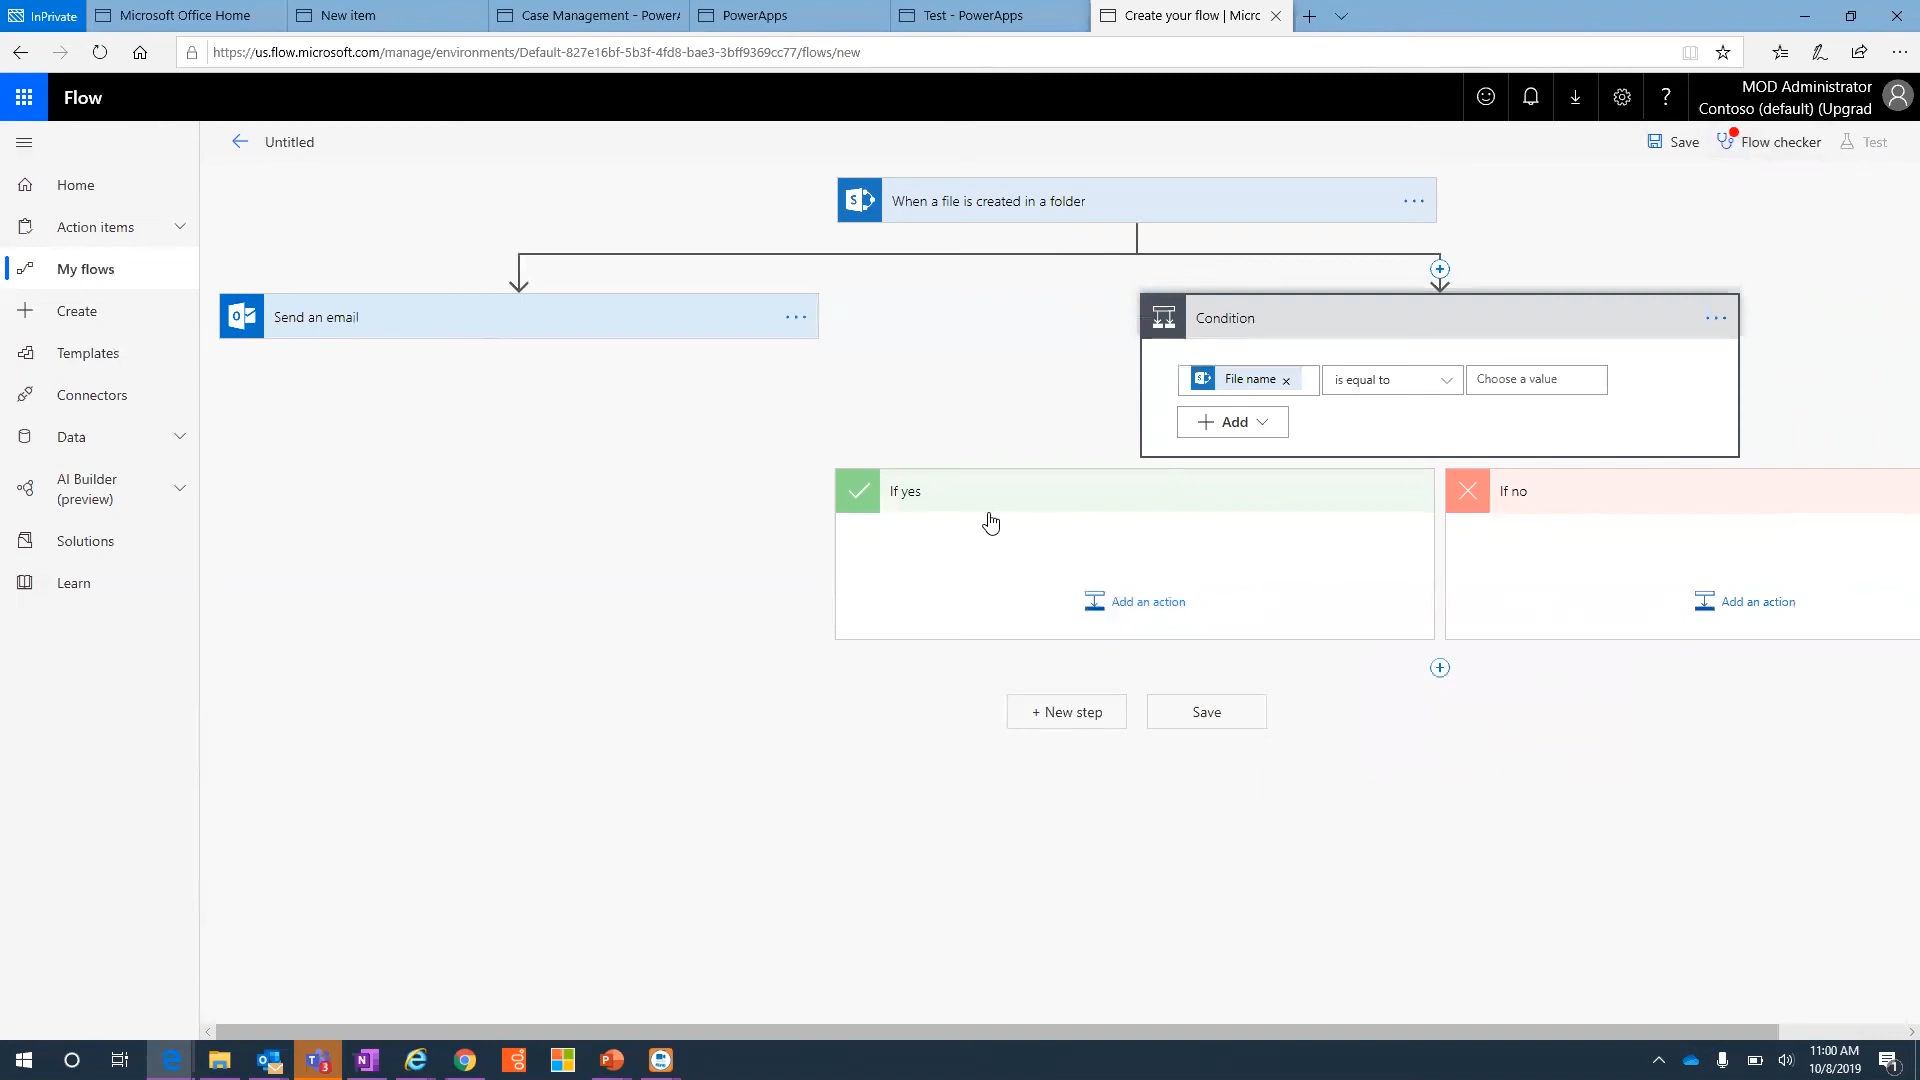 InPrivate
Microsoft Office Home
New item
Case Management - PowerA
PowerApps
Test - PowerApps
Create your flow | Micrc
https://us.flow.microsoft.com/manage/environments/Default-827e16bf-5b3f-4fd8-bae3-3bff9369cc77/flows/new
Flow
?
MOD Administrator
Contoso (default) (Upgrad
Untitled
Save
Flow checker
Test
Home
Action items
My flows
Create
Templates
Connectors
Data
AI Builder
(preview)
Solutions
Learn
When a file is created in a folder
Send an email
Condition
File name
is equal to
Choose a value
+ Add
If yes
Add an action
If no
Add an action
+ New step
Save
11:00 AM
10/8/2019